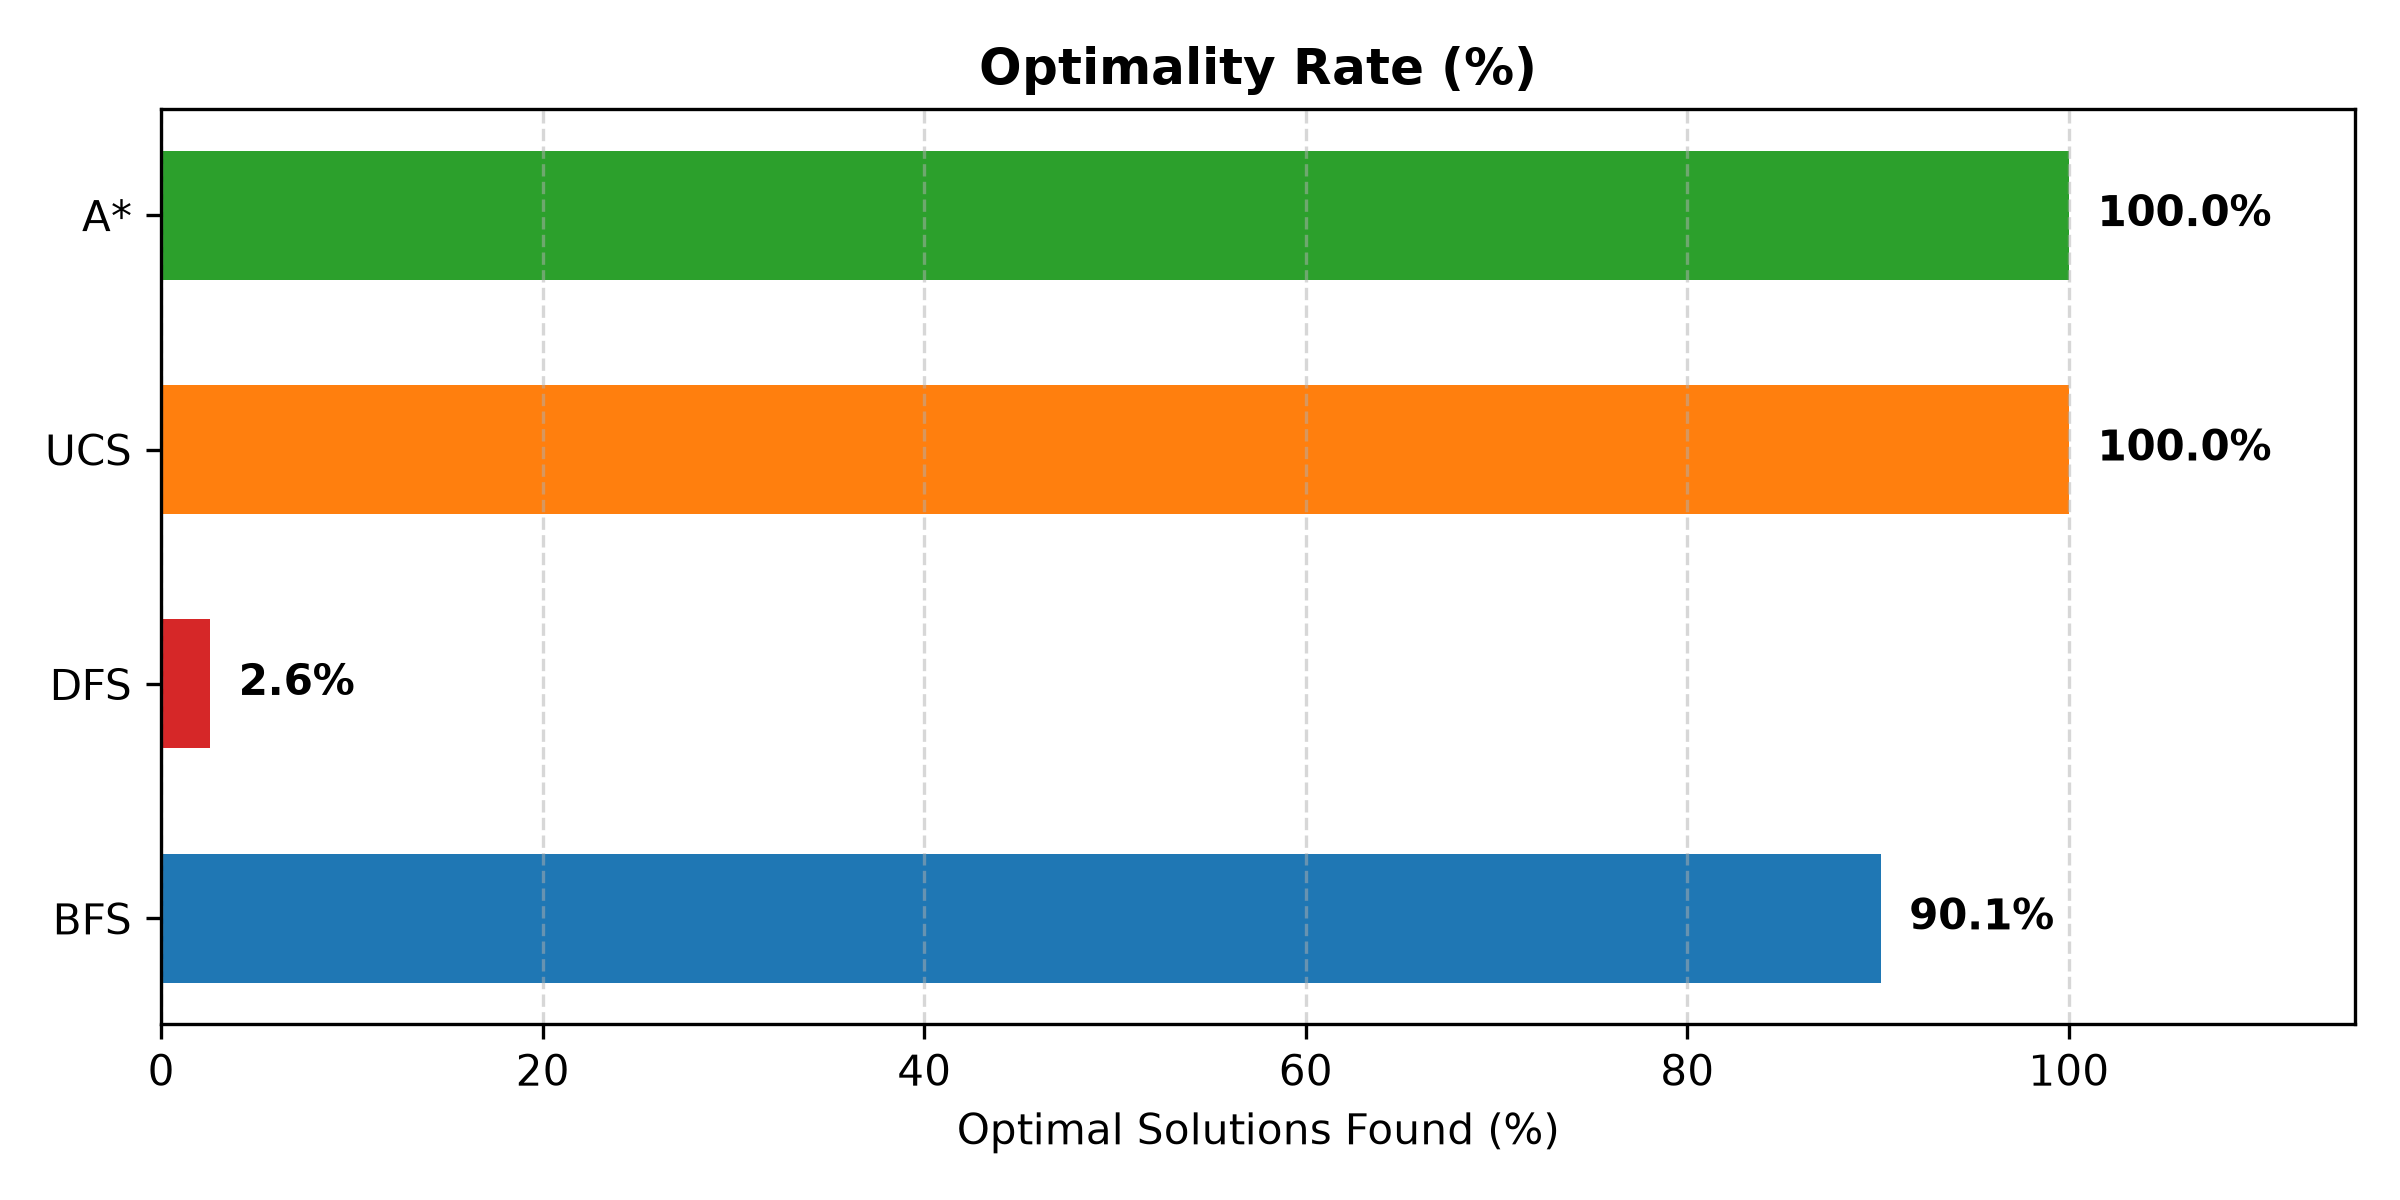 Optimality Rate (%)
A*
100.0%
UCS
100.0%
DFS
2.6%
BFS
90.1%
0 20 40 60 80 100
Optimal Solutions Found (%)